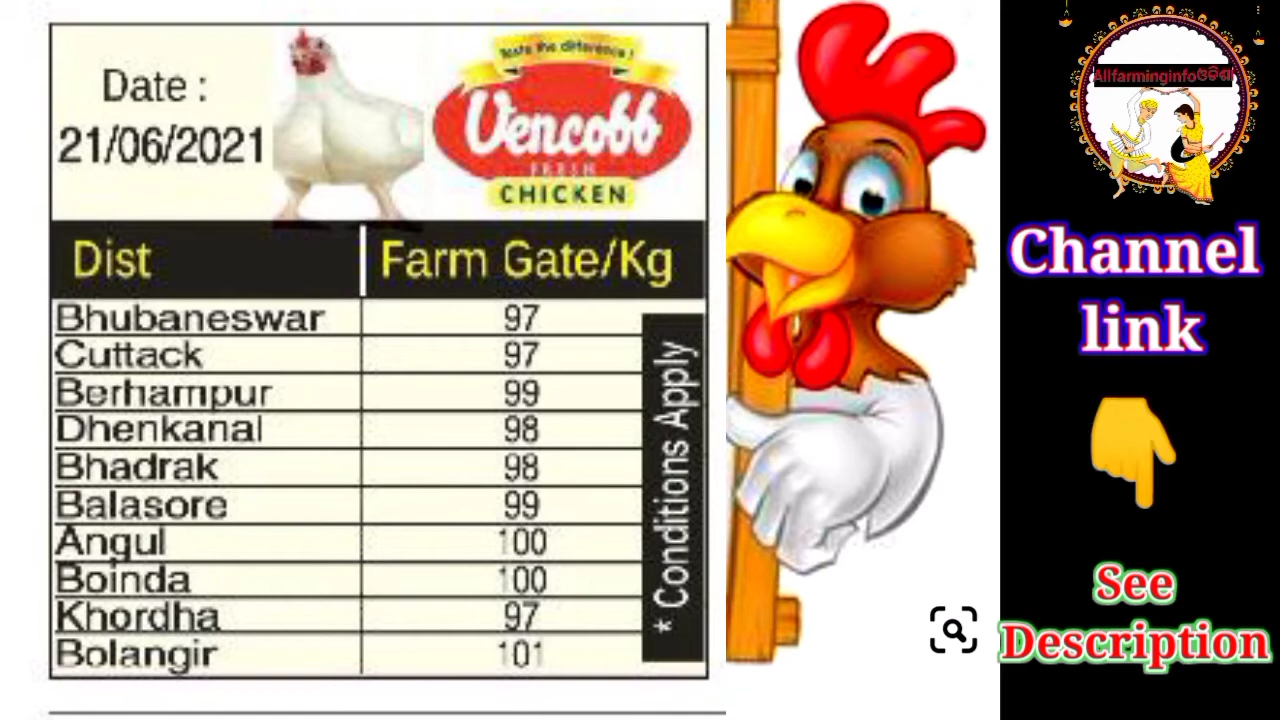 Date :
21/06/2021
Taste the difference !
Vencobb
FRESH
CHICKEN
Dist Farm Gate/Kg
Bhubaneswar 97
Cuttack 97
Berhampur 99
Dhenkanal 98
Bhadrak 98
Balasore 99
Angul 100
Boinda 100
Khordha 97
Bolangir 101
* Conditions Apply
Allfarminginfoଓଡିଶା
Channel
link
See
Description